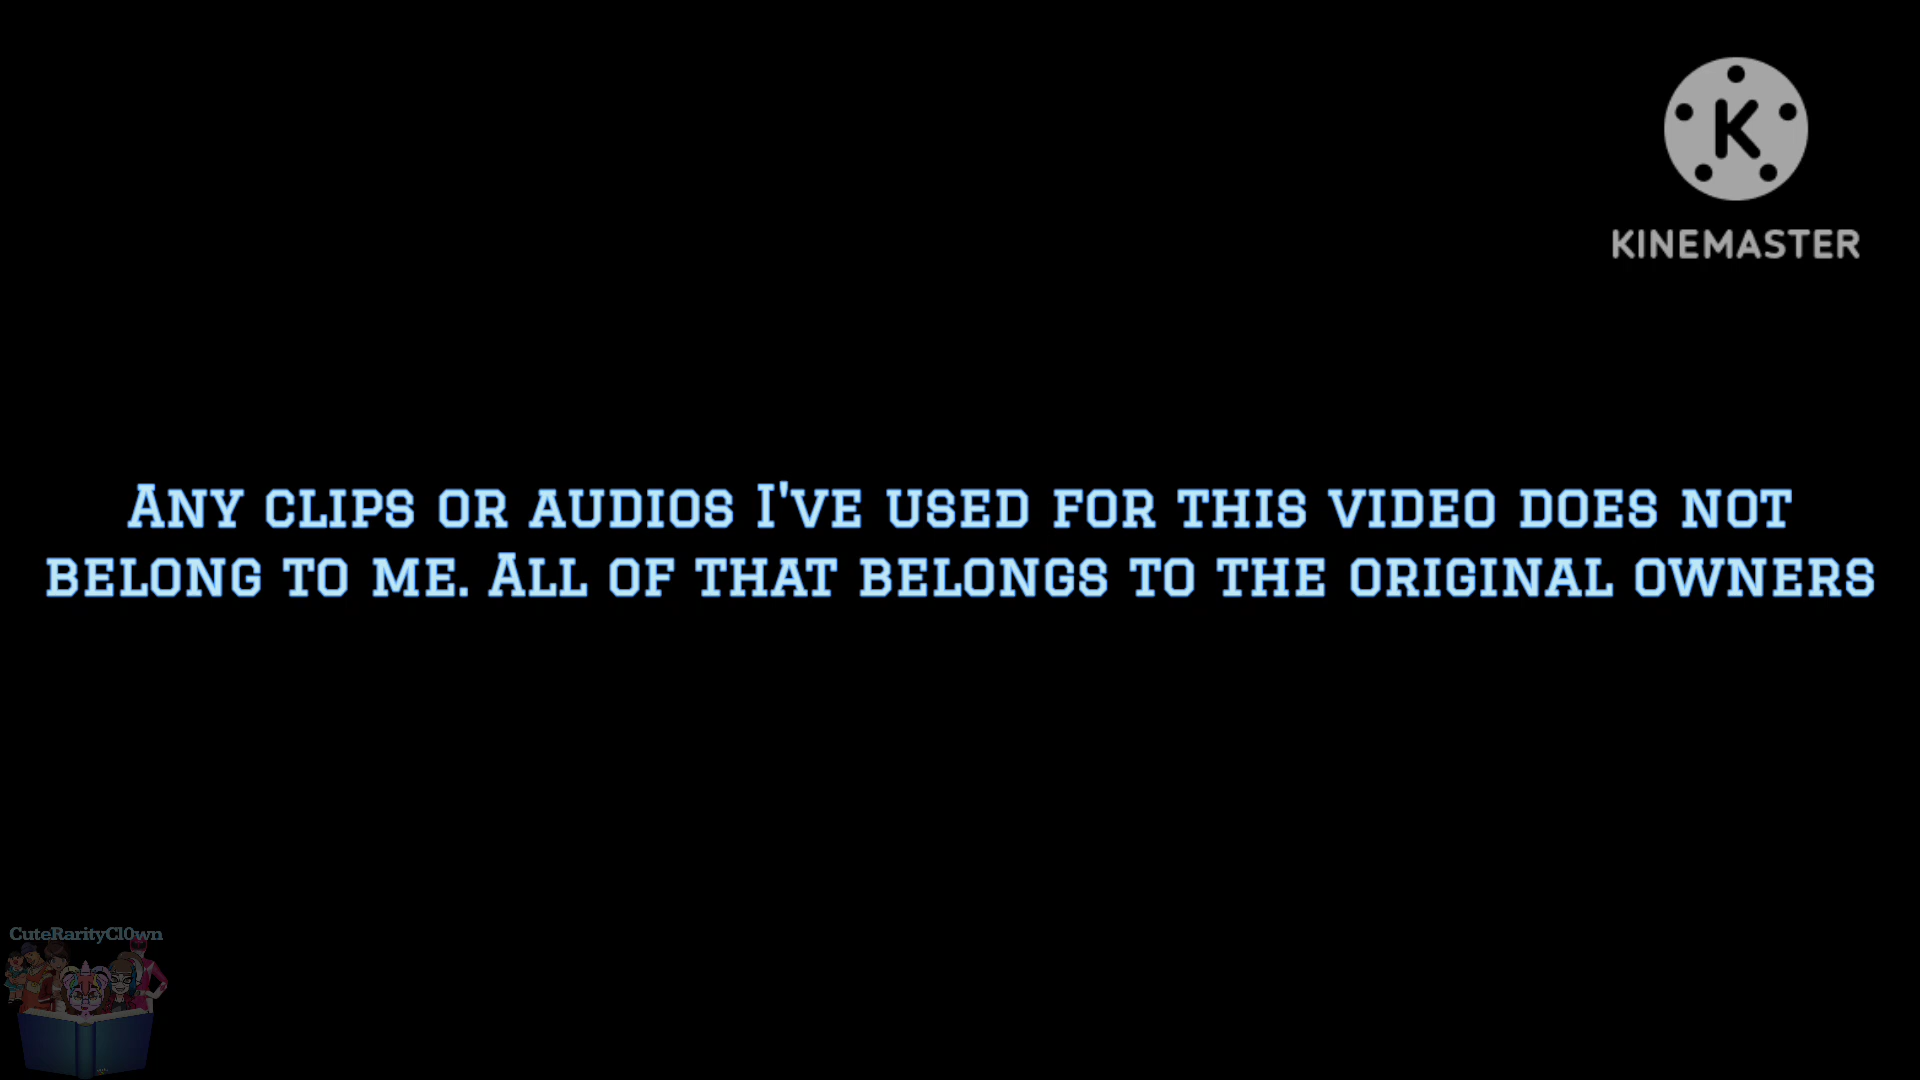 K
KINEMASTER
Any clips or audios I've used for this video does not
belong to me. All of that belongs to the original owners
CuteRarityCl0wn